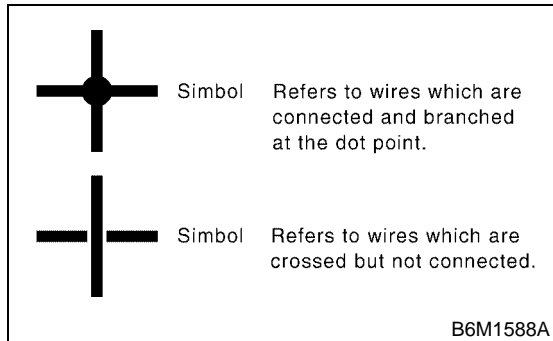 Simbol Refers to wires which are
connected and branched
at the dot point.
Simbol Refers to wires which are
crossed but not connected.
B6M1588A